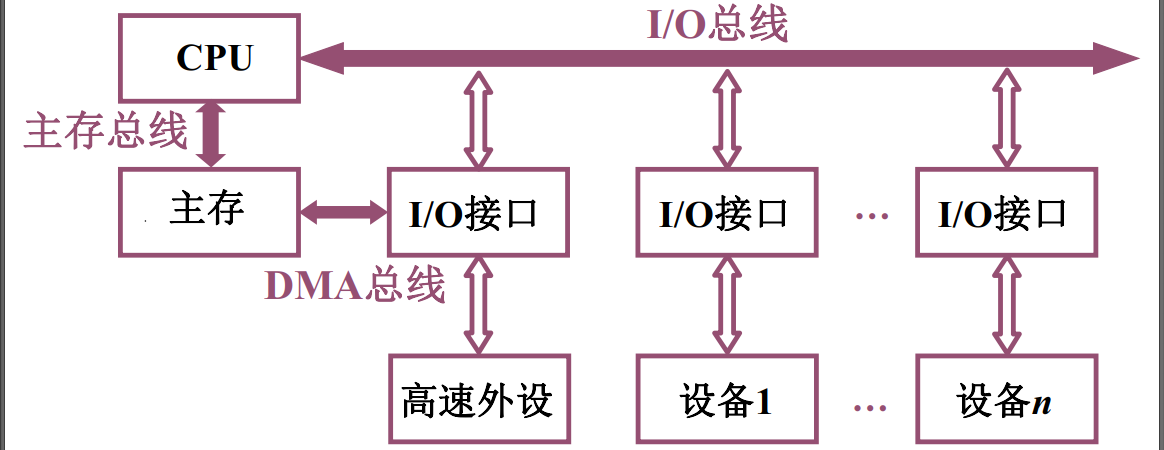 I/O总线
CPU
主存总线
主存
I/O接口
I/O接口
…
I/O接口
DMA总线
高速外设
设备1
…
设备n